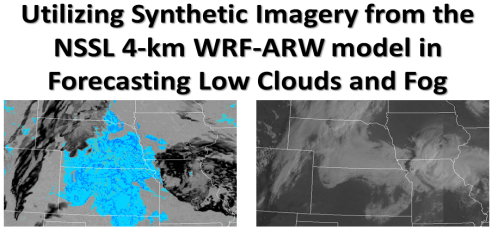 Utilizing Synthetic Imagery from the
NSSL 4-km WRF-ARW model in
Forecasting Low Clouds and Fog